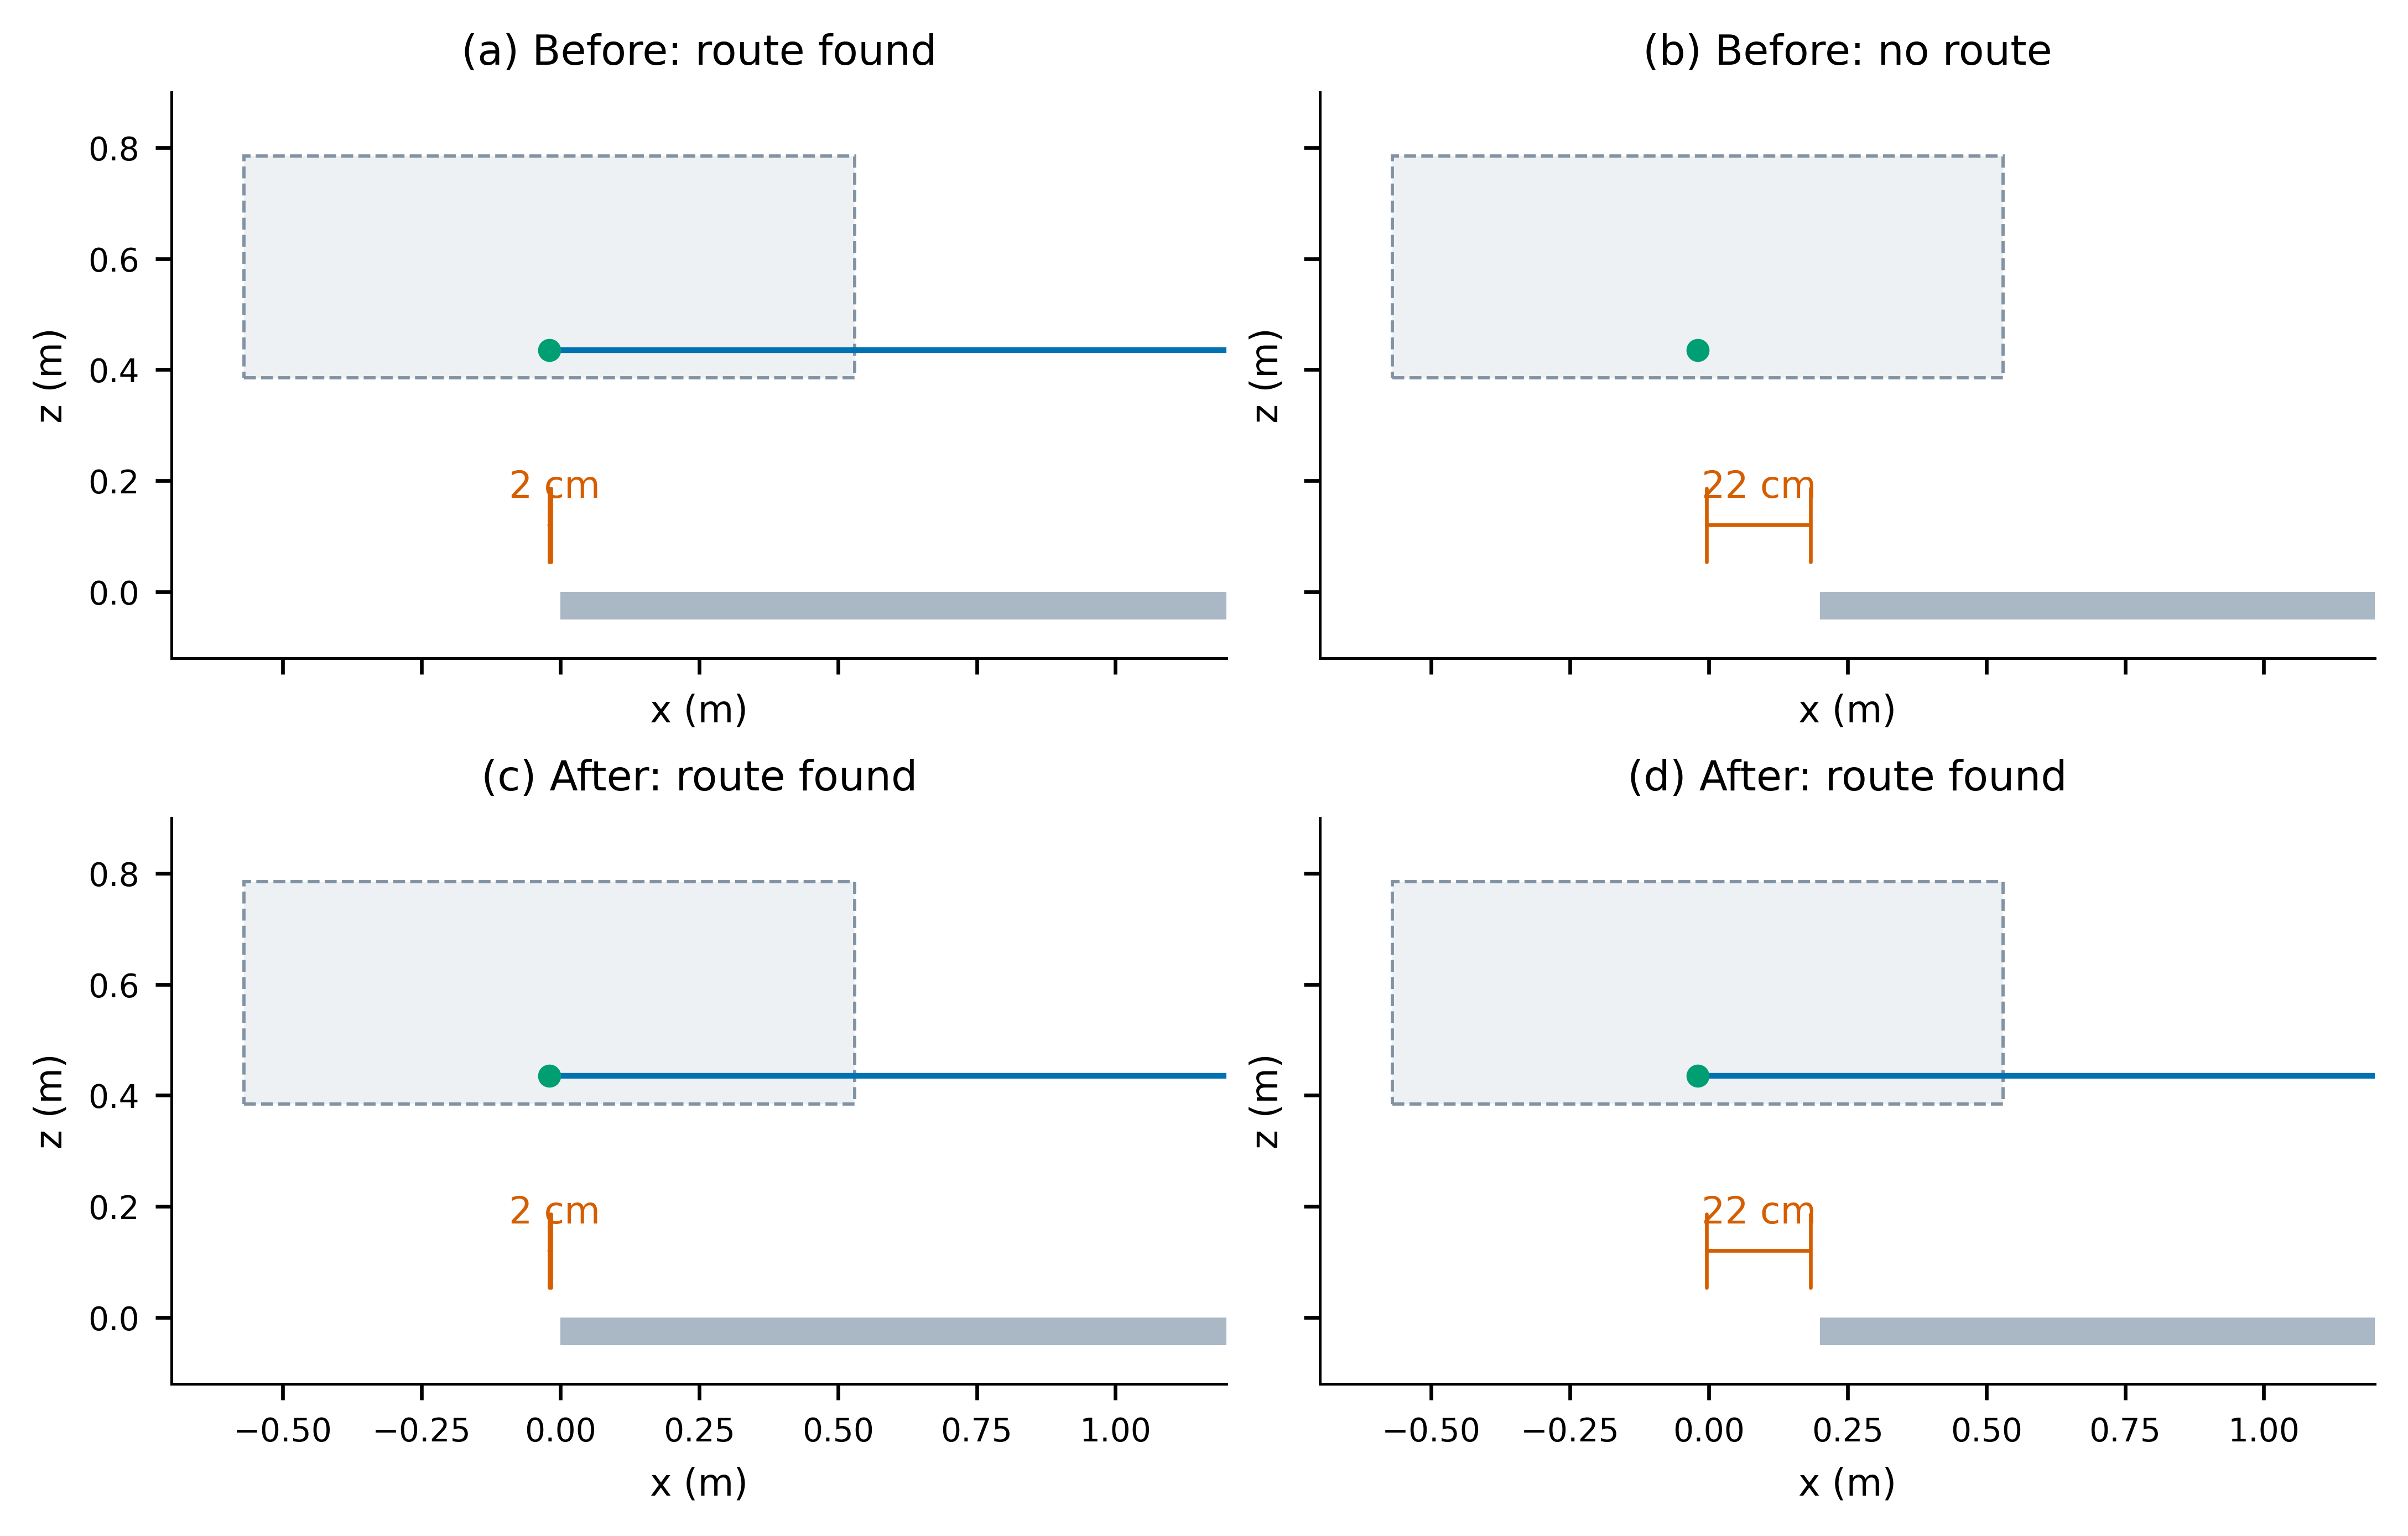 (a) Before: route found
(b) Before: no route
0.8
0.6
0.4
0.2
0.0
z (m)
2 cm
x (m)
z (m)
22 cm
x (m)
(c) After: route found
(d) After: route found
0.8
0.6
0.4
0.2
0.0
z (m)
2 cm
−0.50 −0.25 0.00 0.25 0.50 0.75 1.00
x (m)
z (m)
22 cm
−0.50 −0.25 0.00 0.25 0.50 0.75 1.00
x (m)